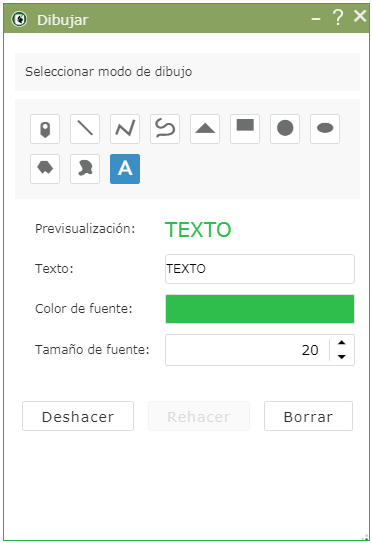 Dibujar
Seleccionar modo de dibujo
A
Previsualización: TEXTO
Texto: TEXTO
Color de fuente:
Tamaño de fuente: 20
Deshacer Rehacer Borrar